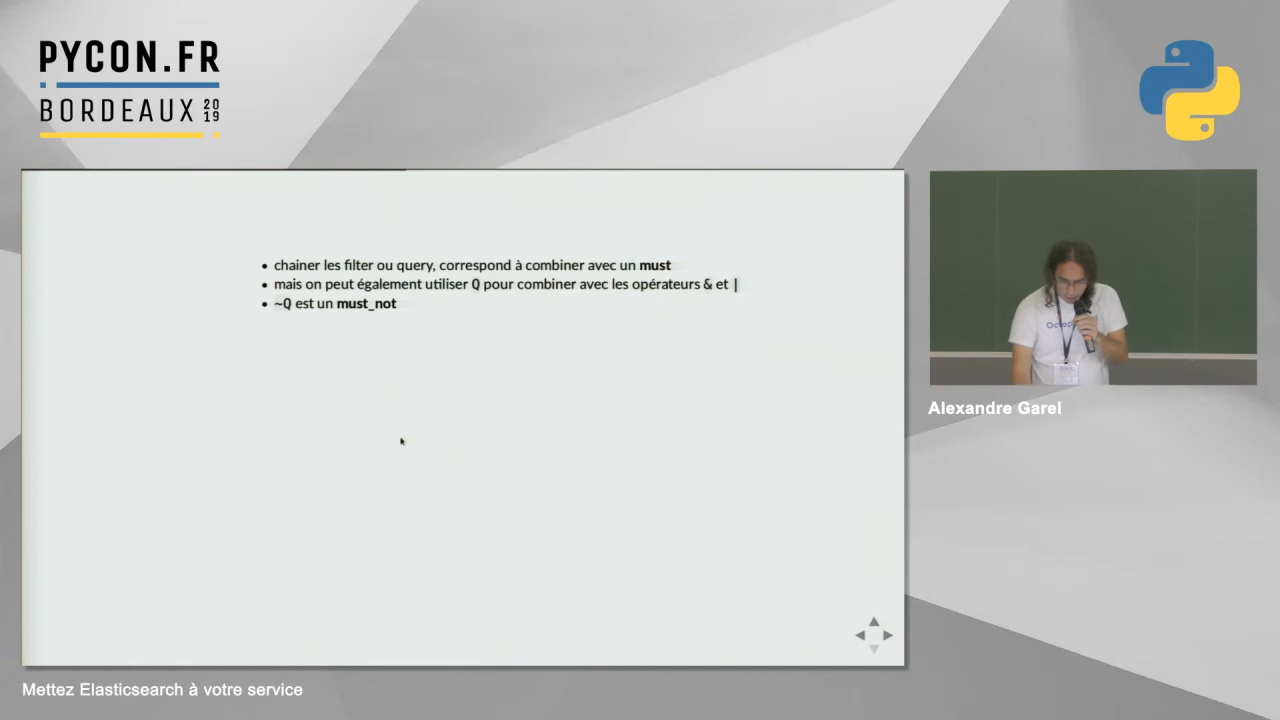 PYCON.FR
BORDEAUX 2019
• chainer les filter ou query, correspond à combiner avec un must
• mais on peut également utiliser Q pour combiner avec les opérateurs & et |
• ~Q est un must_not
Octop
Alexandre Garel
Mettez Elasticsearch à votre service